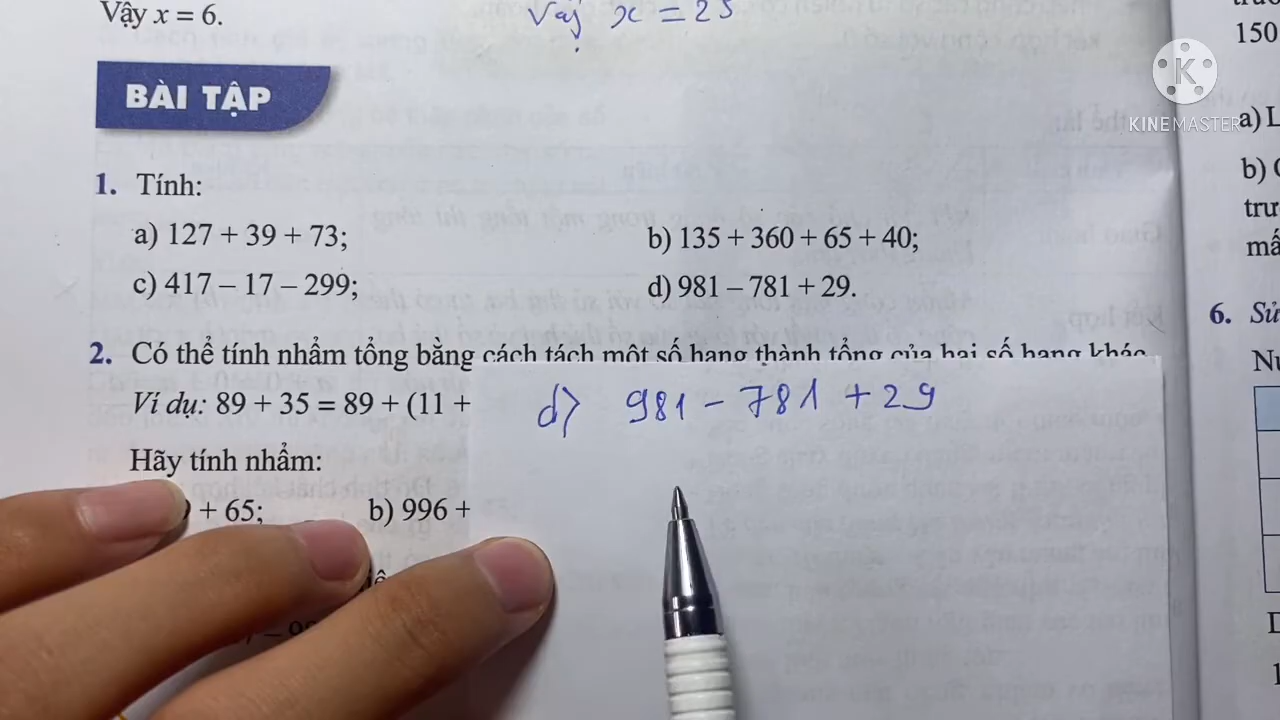 Vậy x = 6.
Vậy x = 25
150
KINEMASTER
BÀI TẬP
a) L
1. Tính:
b)
a) 127 + 39 + 73;
b) 135 + 360 + 65 + 40;
c) 417 – 17 – 299;
d) 981 – 781 + 29.
6. Sử
2. Có thể tính nhẩm tổng bằng cách tách một số hạng thành tổng của hai số hạng khác
Ví dụ: 89 + 35 = 89 + (11 +
d) 981 – 781 + 29
Hãy tính nhẩm:
+ 65;
b) 996 +